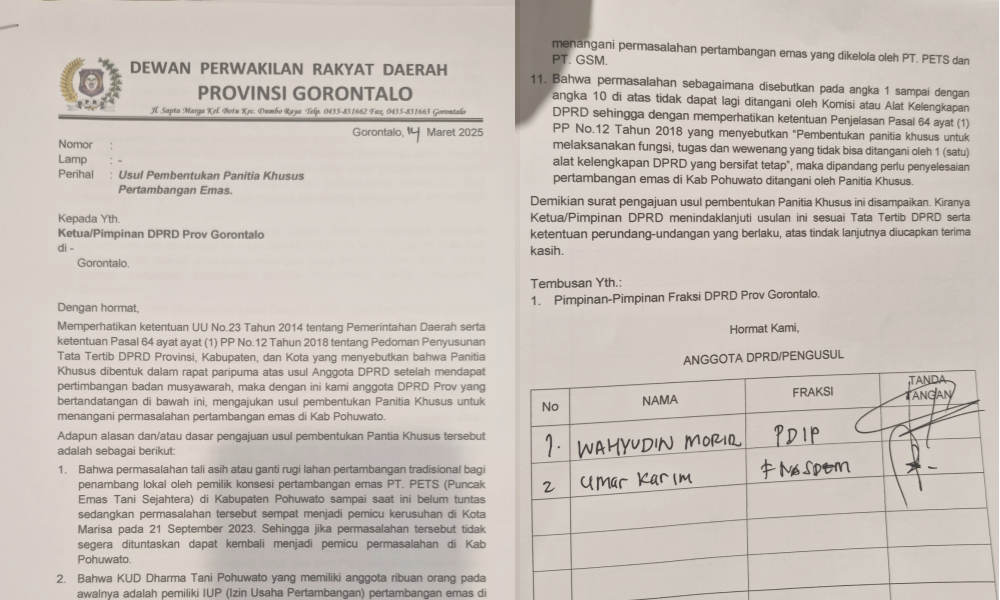 DEWAN PERWAKILAN RAKYAT DAERAH
PROVINSI GORONTALO
Jl. Sapta Marga Kel. Botu Kec. Dumbo Raya Telp. 0435-831662 Fax. 0435-831665 Gorontalo
Gorontalo, 14 Maret 2025
Nomor :
Lamp : -
Perihal : Usul Pembentukan Panitia Khusus
Pertambangan Emas.
Kepada Yth.
Ketua/Pimpinan DPRD Prov Gorontalo
di -
Gorontalo.
Dengan hormat,
Memperhatikan ketentuan UU No.23 Tahun 2014 tentang Pemerintahan Daerah serta
ketentuan Pasal 64 ayat ayat (1) PP No.12 Tahun 2018 tentang Pedoman Penyusunan
Tata Tertib DPRD Provinsi, Kabupaten, dan Kota yang menyebutkan bahwa Panitia
Khusus dibentuk dalam rapat paripurna atas usul Anggota DPRD setelah mendapat
pertimbangan badan musyawarah, maka dengan ini kami anggota DPRD Prov yang
bertandatangan di bawah ini, mengajukan usul pembentukan Panitia Khusus untuk
menangani permasalahan pertambangan emas di Kab Pohuwato.
Adapun alasan dan/atau dasar pengajuan usul pembentukan Pantia Khusus tersebut
adalah sebagai berikut:
1. Bahwa permasalahan tali asih atau ganti rugi lahan pertambangan tradisional bagi
penambang lokal oleh pemilik konsesi pertambangan emas PT. PETS (Puncak
Emas Tani Sejahtera) di Kabupaten Pohuwato sampai saat ini belum tuntas
sedangkan permasalahan tersebut sempat menjadi pemicu kerusuhan di Kota
Marisa pada 21 September 2023. Sehingga jika permasalahan tersebut tidak
segera dituntaskan dapat kembali menjadi pemicu permasalahan di Kab
Pohuwato.
2. Bahwa KUD Dharma Tani Pohuwato yang memiliki anggota ribuan orang pada
awalnya adalah pemiliki IUP (Izin Usaha Pertambangan) pertambangan emas di
menangani permasalahan pertambangan emas yang dikelola oleh PT. PETS dan
PT. GSM.
11. Bahwa permasalahan sebagaimana disebutkan pada angka 1 sampai dengan
angka 10 di atas tidak dapat lagi ditangani oleh Komisi atau Alat Kelengkapan
DPRD sehingga dengan memperhatikan ketentuan Penjelasan Pasal 64 ayat (1)
PP No.12 Tahun 2018 yang menyebutkan "Pembentukan panitia khusus untuk
melaksanakan fungsi, tugas dan wewenang yang tidak bisa ditangani oleh 1 (satu)
alat kelengkapan DPRD yang bersifat tetap", maka dipandang perlu penyelesaian
pertambangan emas di Kab Pohuwato ditangani oleh Panitia Khusus.
Demikian surat pengajuan usul pembentukan Panitia Khusus ini disampaikan. Kiranya
Ketua/Pimpinan DPRD menindaklanjuti usulan ini sesuai Tata Tertib DPRD serta
ketentuan perundang-undangan yang berlaku, atas tindak lanjutnya diucapkan terima
kasih.
Tembusan Yth.:
1. Pimpinan-Pimpinan Fraksi DPRD Prov Gorontalo.
Hormat Kami,
ANGGOTA DPRD/PENGUSUL
No NAMA FRAKSI TANDA TANGAN
1. WAHYUDIN MORIR PDIP
2 Umar Karim F NASDEM